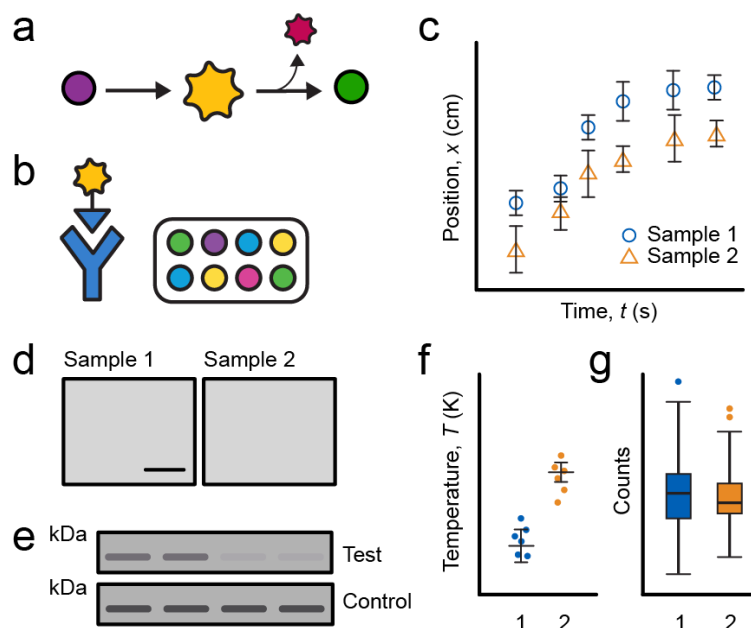 a
b
c
Position, x (cm)
Sample 1
Sample 2
Time, t (s)
d
Sample 1
Sample 2
e
kDa
Test
kDa
Control
f
Temperature, T (K)
1
2
g
Counts
1
2